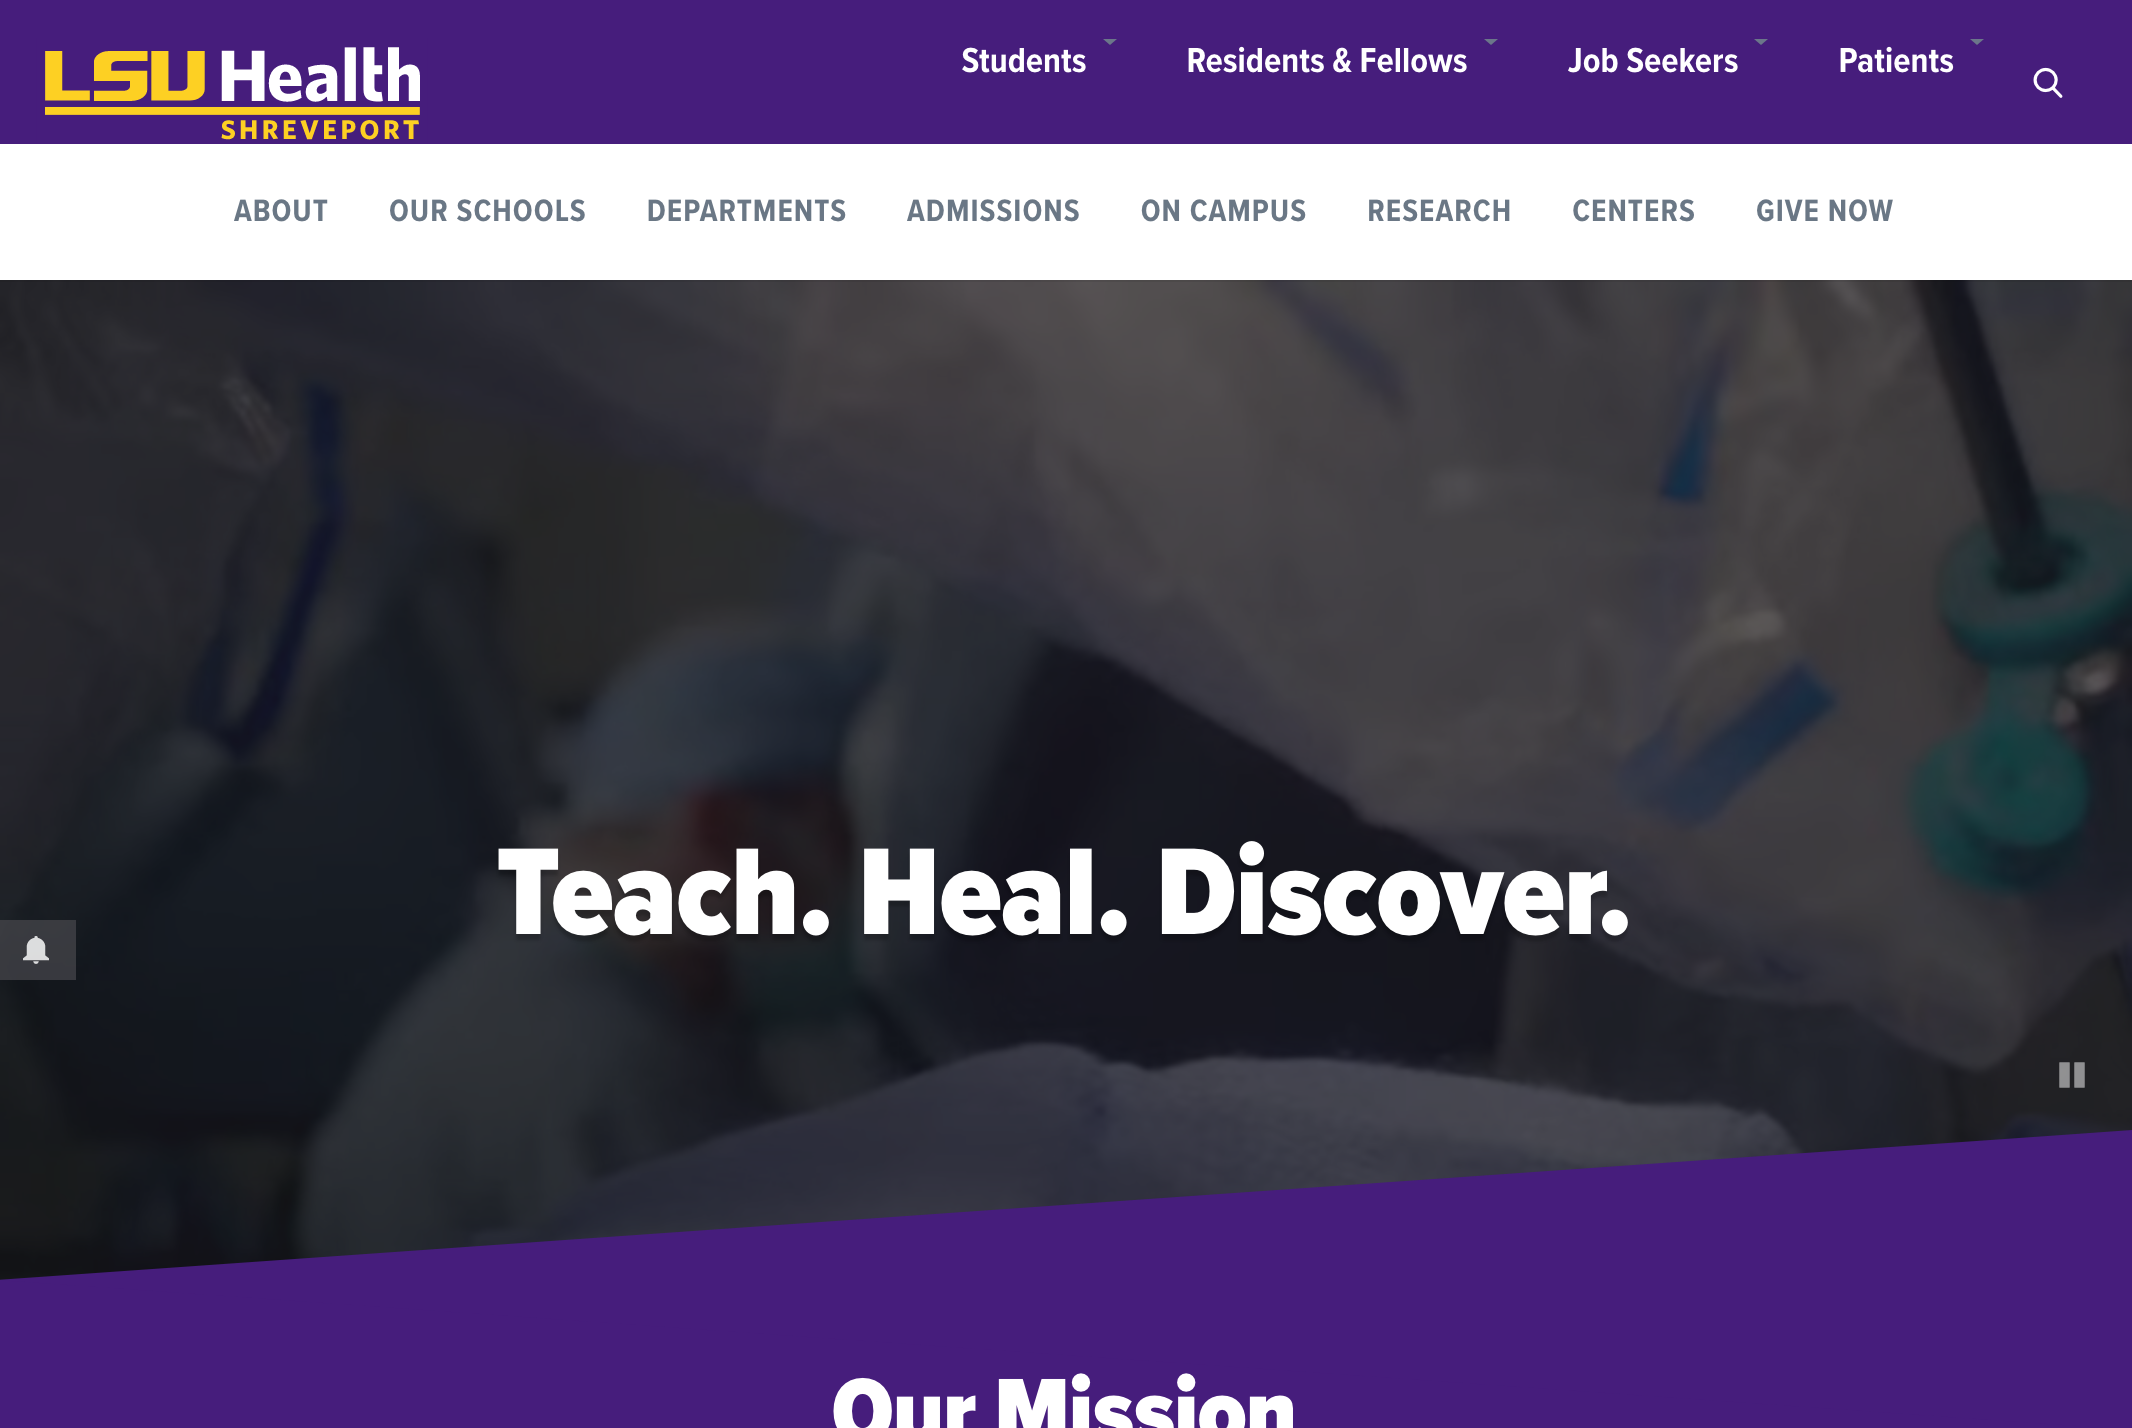 LSU Health
SHREVEPORT
Students Residents & Fellows Job Seekers Patients
ABOUT OUR SCHOOLS DEPARTMENTS ADMISSIONS ON CAMPUS RESEARCH CENTERS GIVE NOW
Teach. Heal. Discover.
Our Mission